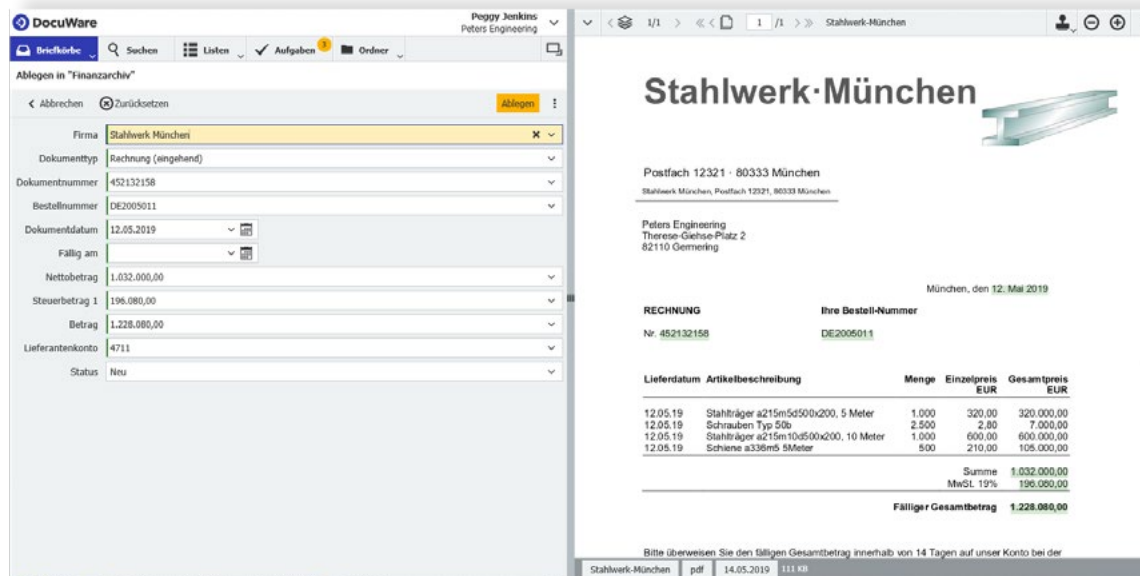 DocuWare
Peggy Jenkins
Peters Engineering
Briefkörbe
Suchen
Listen
Aufgaben
3
Ordner
Ablegen in "Finanzarchiv"
Abbrechen
Zurücksetzen
Ablegen
Firma Stahlwerk München
Dokumenttyp Rechnung (eingehend)
Dokumentnummer 452132158
Bestellnummer DE2005011
Dokumentdatum 12.05.2019
Fällig am
Nettobetrag 1.032.000,00
Steuerbetrag 1 196.080,00
Betrag 1.228.080,00
Lieferantenkonto 4711
Status Neu
1/1 1 /1 Stahlwerk-München
Stahlwerk·München
Postfach 12321 · 80333 München
Stahlwerk München, Postfach 12321, 80333 München
Peters Engineering
Therese-Giehse-Platz 2
82110 Germering
München, den 12. Mai 2019
RECHNUNG Ihre Bestell-Nummer
Nr. 452132158 DE2005011
Lieferdatum Artikelbeschreibung Menge Einzelpreis Gesamtpreis
EUR EUR
12.05.19 Stahlträger a215m5d500x200, 5 Meter 1.000 320,00 320.000,00
12.05.19 Schrauben Typ 50b 2.500 2,80 7.000,00
12.05.19 Stahlträger a215m10d500x200, 10 Meter 1.000 600,00 600.000,00
12.05.19 Schiene a336m5 5Meter 500 210,00 105.000,00
Summe 1.032.000,00
MwSt. 19% 196.080,00
Fälliger Gesamtbetrag 1.228.080,00
Bitte überweisen Sie den fälligen Gesamtbetrag innerhalb von 14 Tagen auf unser Konto bei der
Stahlwerk-München pdf 14.05.2019 111 KB